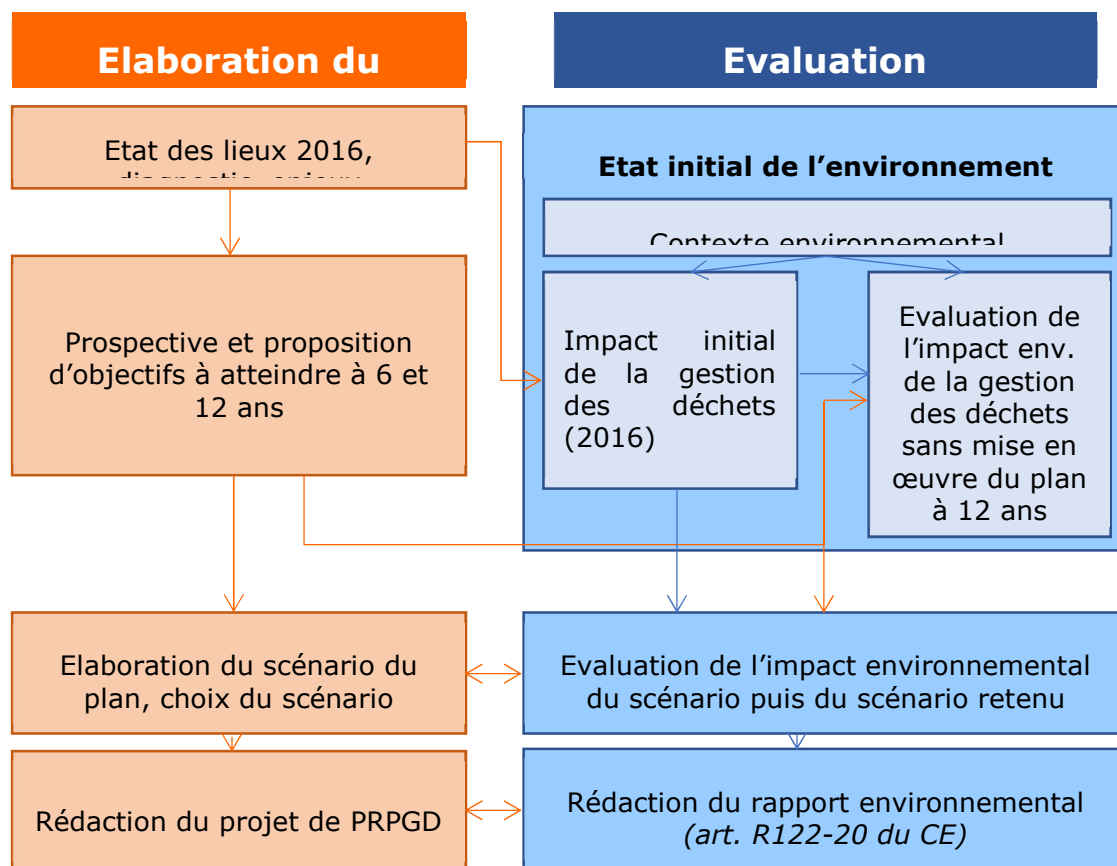 Elaboration du
Evaluation
Etat des lieux 2016,
Etat initial de l’environnement
Contexte environnemental
Prospective et proposition
d’objectifs à atteindre à 6 et
12 ans
Impact initial
de la gestion
des déchets
(2016)
Evaluation de
l’impact env.
de la gestion
des déchets
sans mise en
œuvre du plan
à 12 ans
Elaboration du scénario du
plan, choix du scénario
Evaluation de l’impact environnemental
du scénario puis du scénario retenu
Rédaction du projet de PRPGD
Rédaction du rapport environnemental
(art. R122-20 du CE)